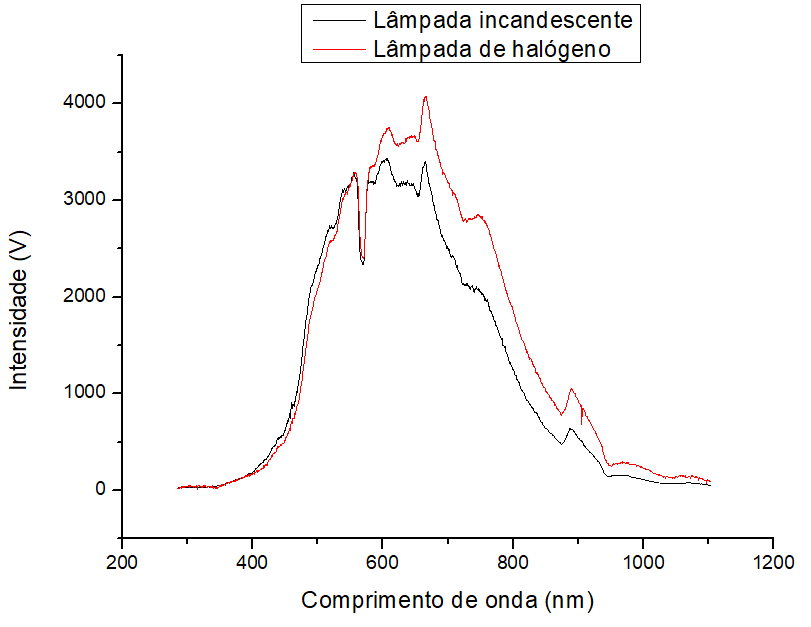 Lâmpada incandescente
Lâmpada de halógeno
4000
3000
2000
1000
0
Intensidade (V)
200 400 600 800 1000 1200
Comprimento de onda (nm)